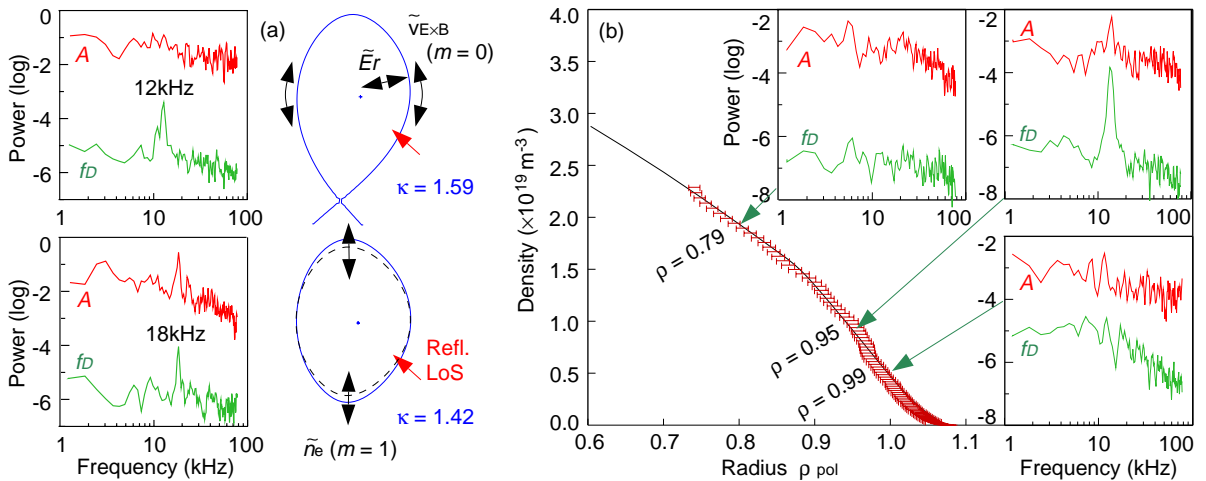 0
-2
-4
-6
Power (log)
A
12kHz
fD
1
10
100
(a)
ṽE×B
(m = 0)
Ẽr
κ = 1.59
0
-2
-4
-6
Power (log)
A
18kHz
fD
1
10
100
Frequency (kHz)
Refl.
LoS
κ = 1.42
ñe (m = 1)
(b)
4.0
3.5
3.0
2.5
2.0
1.5
1.0
0.5
0.0
Density (×10¹⁹ m⁻³)
0.6
0.7
0.8
0.9
1.0
1.1
Radius ρ pol
ρ = 0.79
ρ = 0.95
ρ = 0.99
-2
-4
-6
-8
Power (log)
A
fD
1
10
100
-2
-4
-6
-8
A
fD
1
10
100
-2
-4
-6
-8
A
fD
1
10
100
Frequency (kHz)